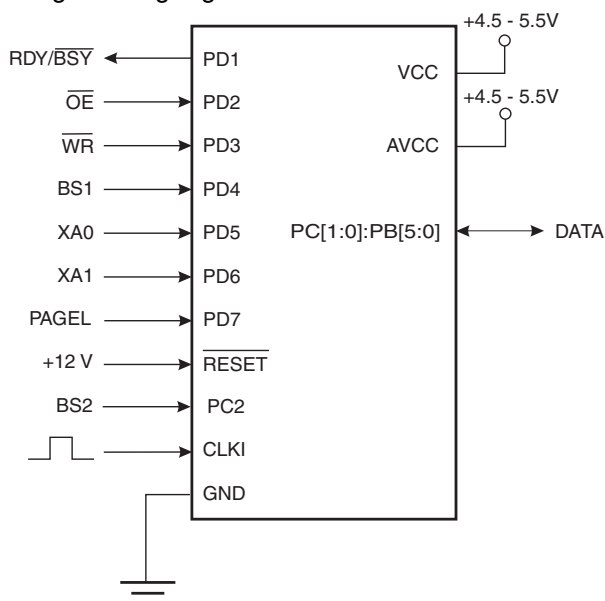 +4.5 - 5.5V
RDY/BSY PD1
VCC
OE PD2
+4.5 - 5.5V
WR PD3
AVCC
BS1 PD4
XA0 PD5
PC[1:0]:PB[5:0] DATA
XA1 PD6
PAGEL PD7
+12 V RESET
BS2 PC2
CLKI
GND